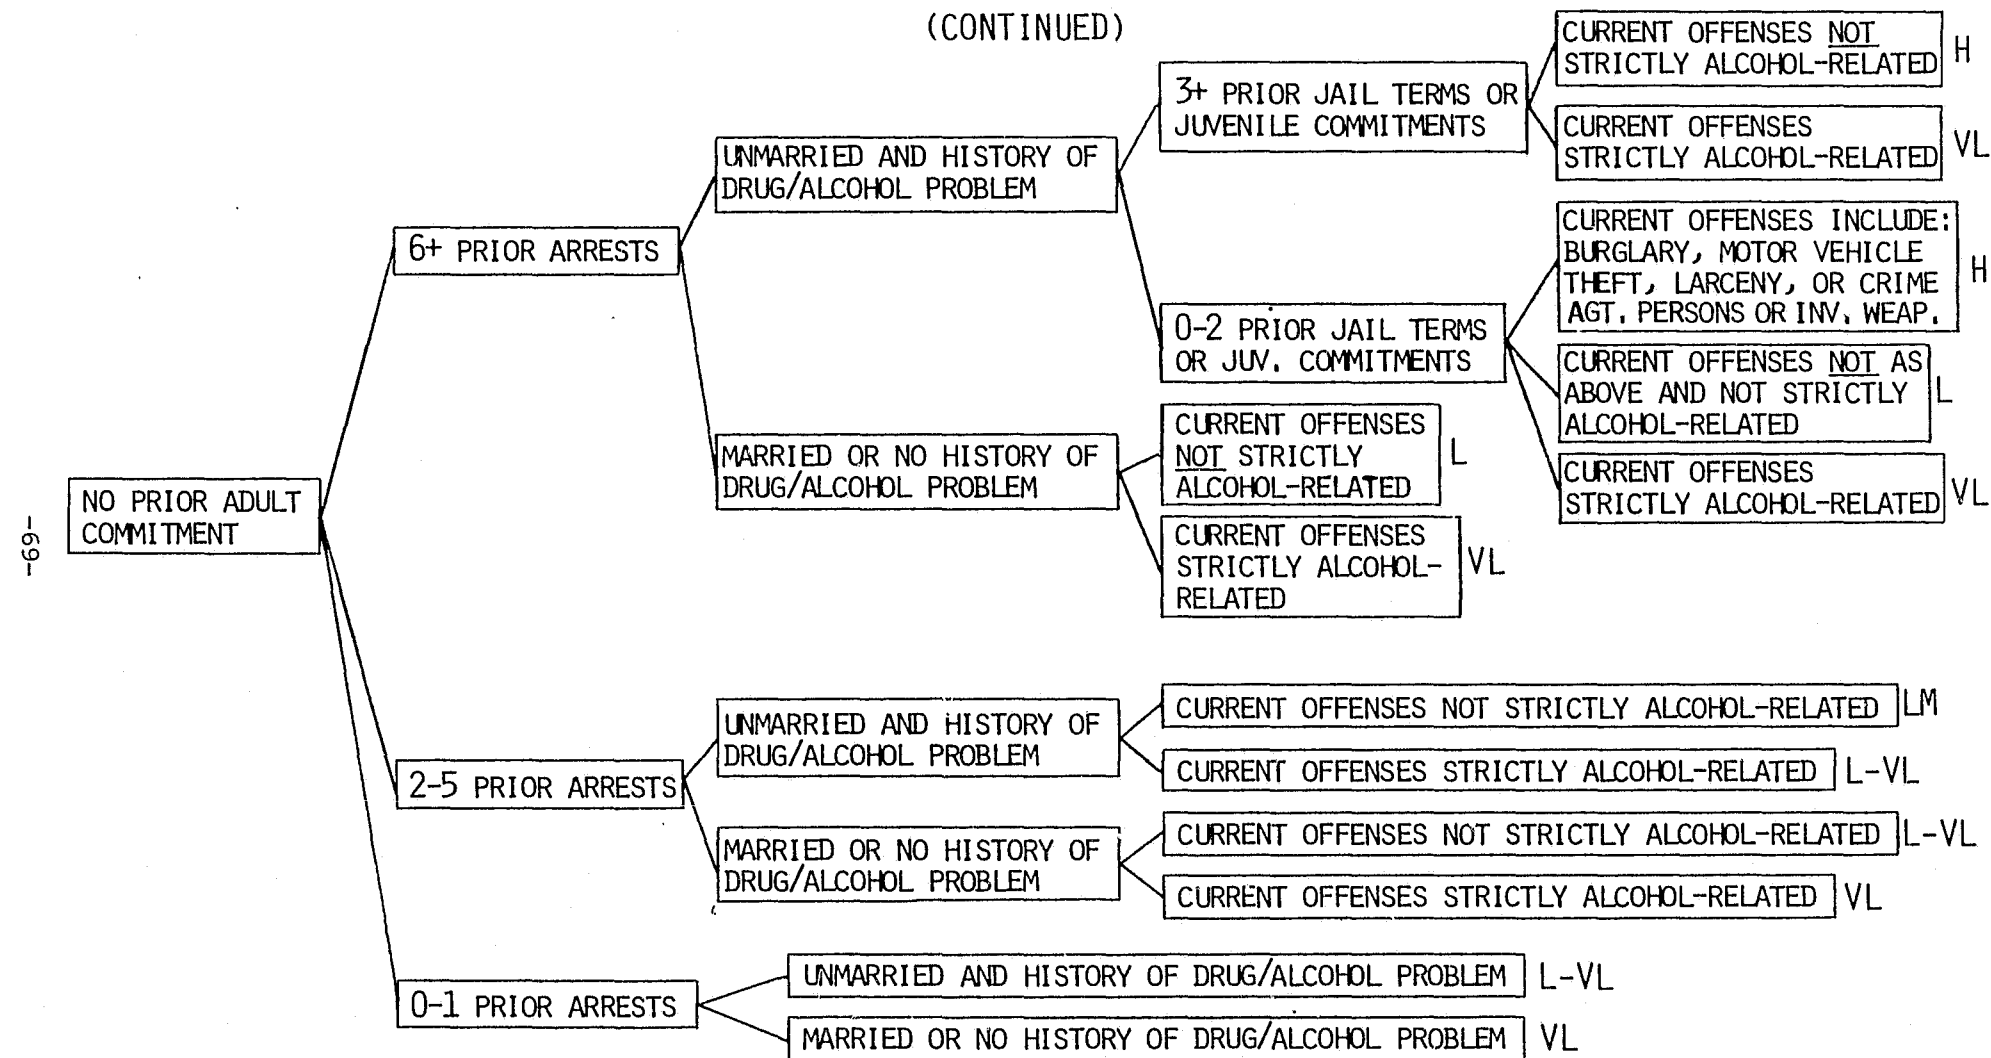 (CONTINUED)
CURRENT OFFENSES NOT
STRICTLY ALCOHOL-RELATED
H
3+ PRIOR JAIL TERMS OR
JUVENILE COMMITMENTS
CURRENT OFFENSES
STRICTLY ALCOHOL-RELATED
VL
UNMARRIED AND HISTORY OF
DRUG/ALCOHOL PROBLEM
CURRENT OFFENSES INCLUDE:
BURGLARY, MOTOR VEHICLE
THEFT, LARCENY, OR CRIME
AGT. PERSONS OR INV. WEAP.
H
6+ PRIOR ARRESTS
0-2 PRIOR JAIL TERMS
OR JUV. COMMITMENTS
CURRENT OFFENSES NOT AS
ABOVE AND NOT STRICTLY
ALCOHOL-RELATED
L
CURRENT OFFENSES
STRICTLY ALCOHOL-RELATED
VL
MARRIED OR NO HISTORY OF
DRUG/ALCOHOL PROBLEM
CURRENT OFFENSES
NOT STRICTLY
ALCOHOL-RELATED
L
CURRENT OFFENSES
STRICTLY ALCOHOL-
RELATED
VL
NO PRIOR ADULT
COMMITMENT
-69-
UNMARRIED AND HISTORY OF
DRUG/ALCOHOL PROBLEM
CURRENT OFFENSES NOT STRICTLY ALCOHOL-RELATED
LM
CURRENT OFFENSES STRICTLY ALCOHOL-RELATED
L-VL
2-5 PRIOR ARRESTS
MARRIED OR NO HISTORY OF
DRUG/ALCOHOL PROBLEM
CURRENT OFFENSES NOT STRICTLY ALCOHOL-RELATED
L-VL
CURRENT OFFENSES STRICTLY ALCOHOL-RELATED
VL
0-1 PRIOR ARRESTS
UNMARRIED AND HISTORY OF DRUG/ALCOHOL PROBLEM
L-VL
MARRIED OR NO HISTORY OF DRUG/ALCOHOL PROBLEM
VL